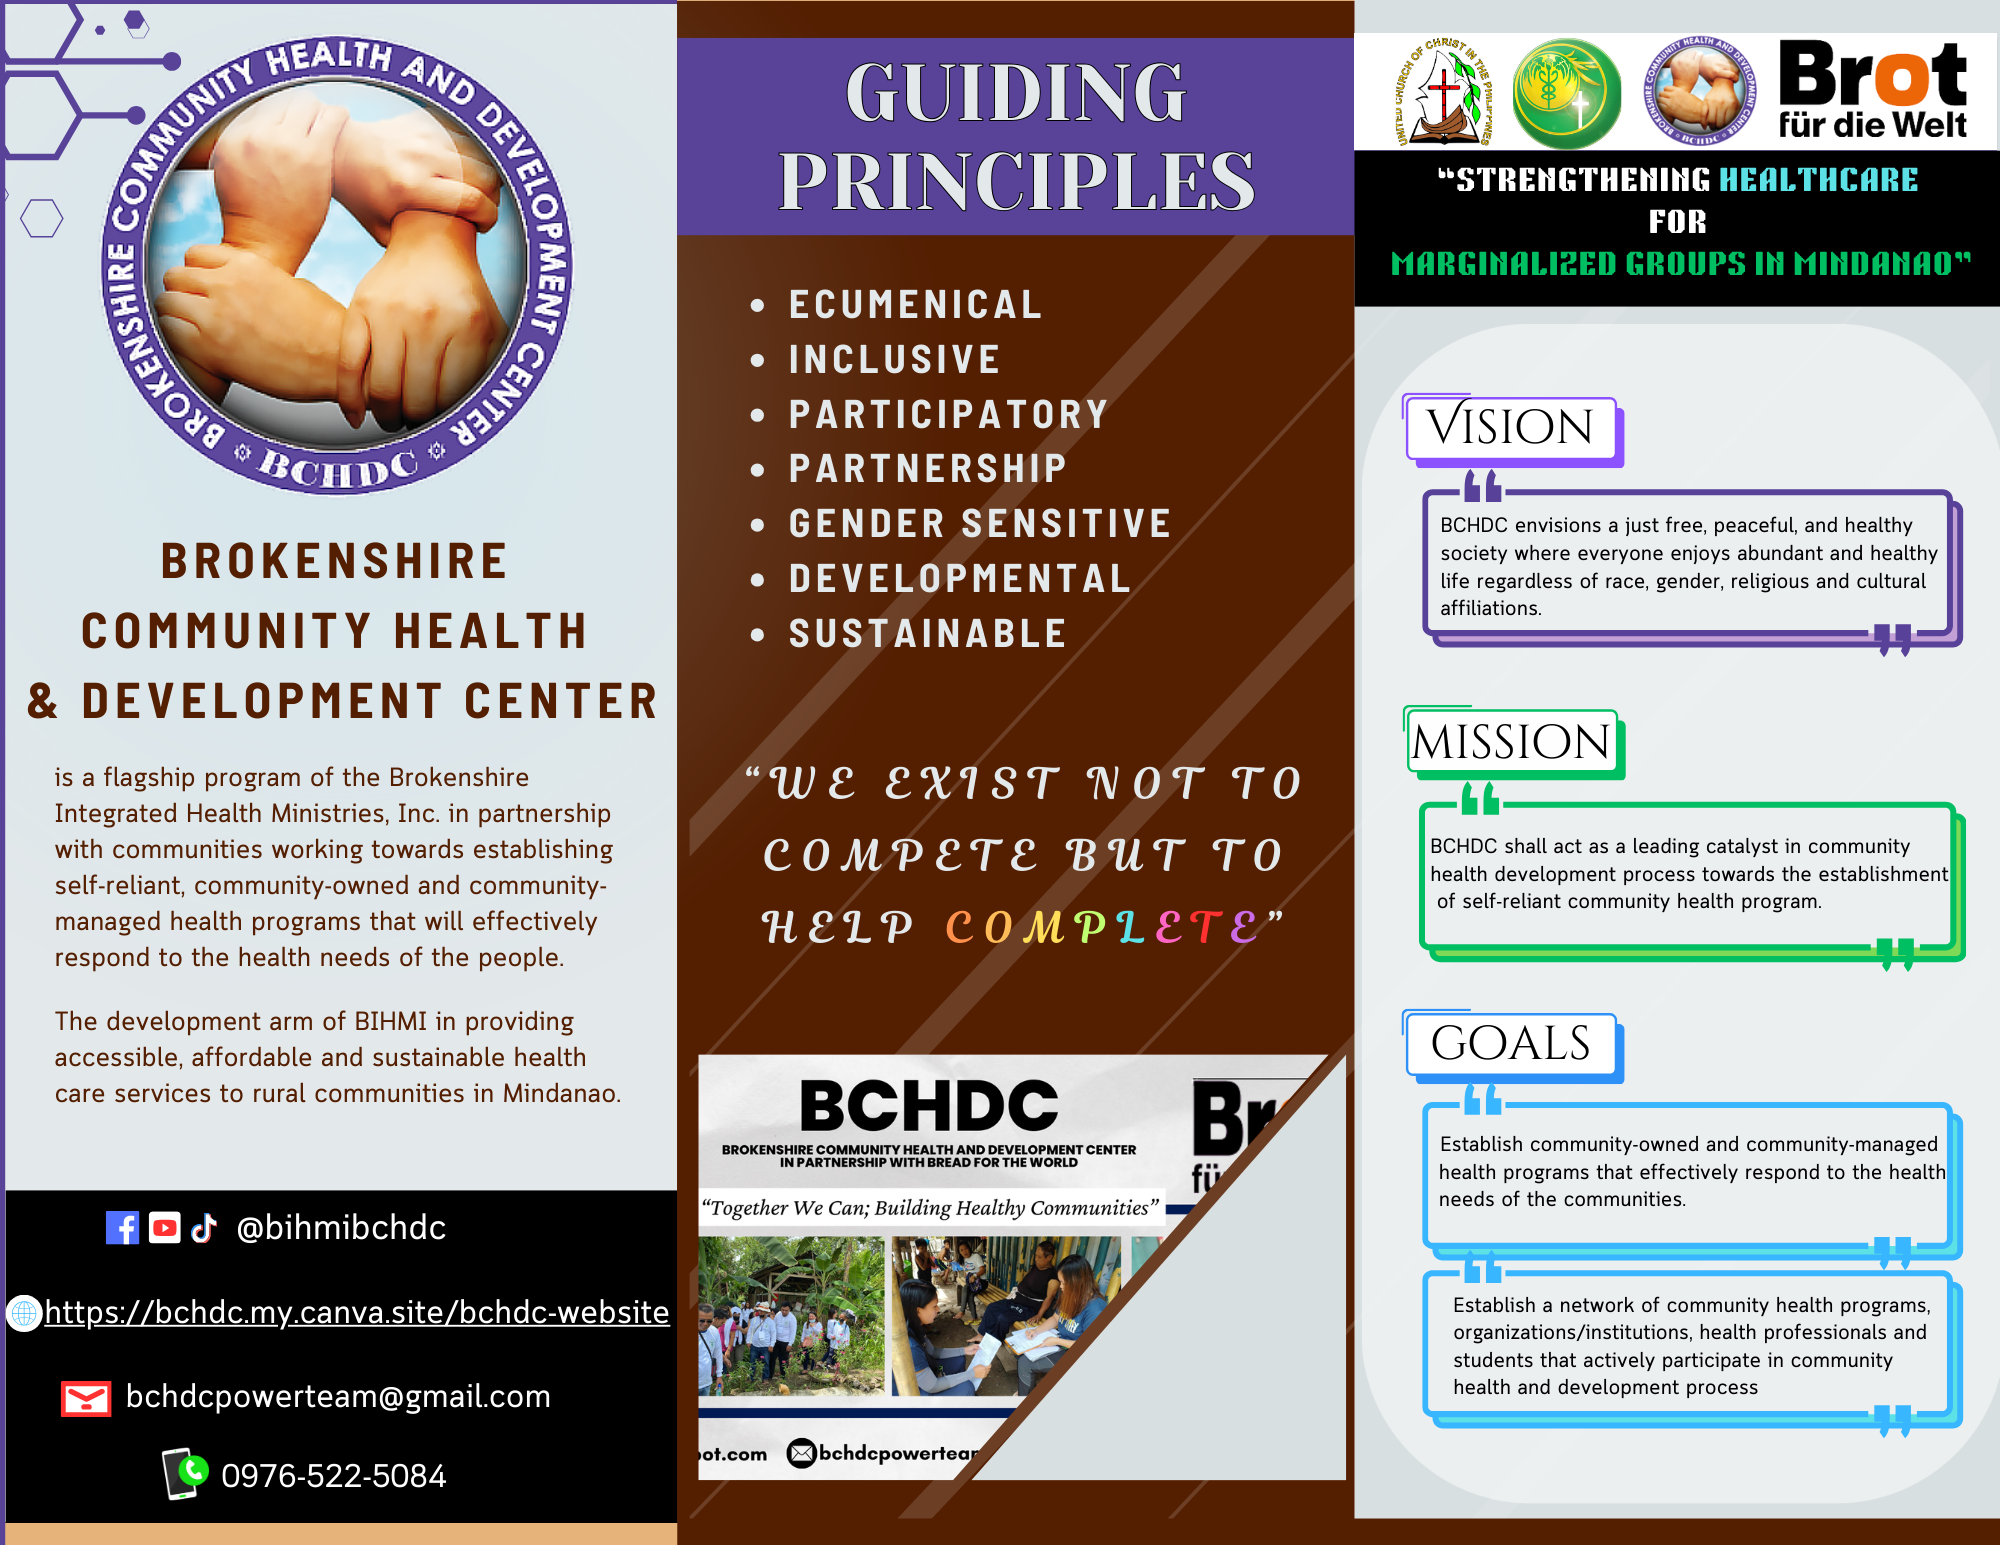 BROKENSHIRE COMMUNITY HEALTH AND DEVELOPMENT CENTER
BCHDC
BROKENSHIRE
COMMUNITY HEALTH
& DEVELOPMENT CENTER
is a flagship program of the Brokenshire
Integrated Health Ministries, Inc. in partnership
with communities working towards establishing
self-reliant, community-owned and community-
managed health programs that will effectively
respond to the health needs of the people.
The development arm of BIHMI in providing
accessible, affordable and sustainable health
care services to rural communities in Mindanao.
@bihmibchdc
https://bchdc.my.canva.site/bchdc-website
bchdcpowerteam@gmail.com
0976-522-5084
GUIDING
PRINCIPLES
• ECUMENICAL
• INCLUSIVE
• PARTICIPATORY
• PARTNERSHIP
• GENDER SENSITIVE
• DEVELOPMENTAL
• SUSTAINABLE
“WE EXIST NOT TO
COMPETE BUT TO
HELP COMPLETE”
BCHDC
BROKENSHIRE COMMUNITY HEALTH AND DEVELOPMENT CENTER
IN PARTNERSHIP WITH BREAD FOR THE WORLD
Br
fü
“Together We Can; Building Healthy Communities”
ot.com
bchdcpowertear
UNITED CHURCH OF CHRIST IN THE PHILIPPINES
BROKENSHIRE COMMUNITY HEALTH AND DEVELOPMENT CENTER
BCHDC
Brot
für die Welt
“STRENGTHENING HEALTHCARE
FOR
MARGINALIZED GROUPS IN MINDANAO”
VISION
BCHDC envisions a just free, peaceful, and healthy
society where everyone enjoys abundant and healthy
life regardless of race, gender, religious and cultural
affiliations.
MISSION
BCHDC shall act as a leading catalyst in community
health development process towards the establishment
of self-reliant community health program.
GOALS
Establish community-owned and community-managed
health programs that effectively respond to the health
needs of the communities.
Establish a network of community health programs,
organizations/institutions, health professionals and
students that actively participate in community
health and development process